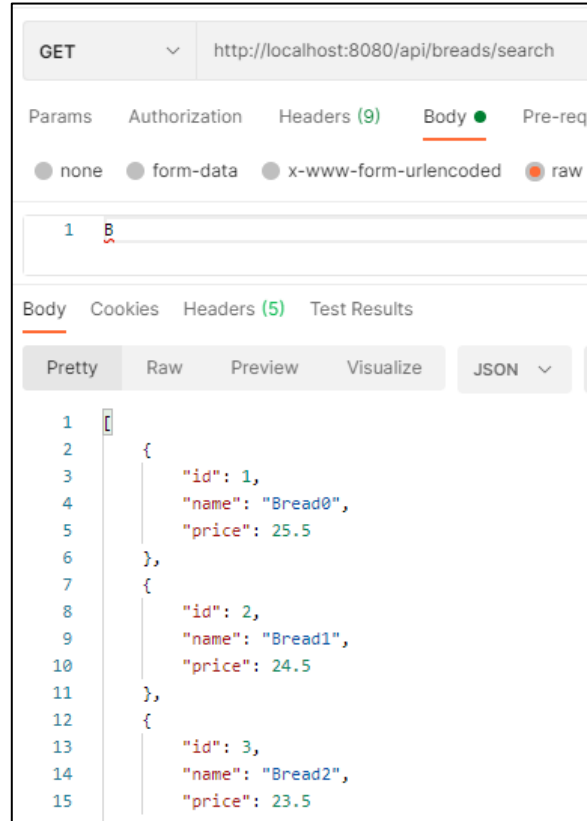 GET http://localhost:8080/api/breads/search
Params Authorization Headers (9) Body Pre-req
none form-data x-www-form-urlencoded raw
1 B
Body Cookies Headers (5) Test Results
Pretty Raw Preview Visualize JSON
1 [
2 {
3 "id": 1,
4 "name": "Bread0",
5 "price": 25.5
6 },
7 {
8 "id": 2,
9 "name": "Bread1",
10 "price": 24.5
11 },
12 {
13 "id": 3,
14 "name": "Bread2",
15 "price": 23.5